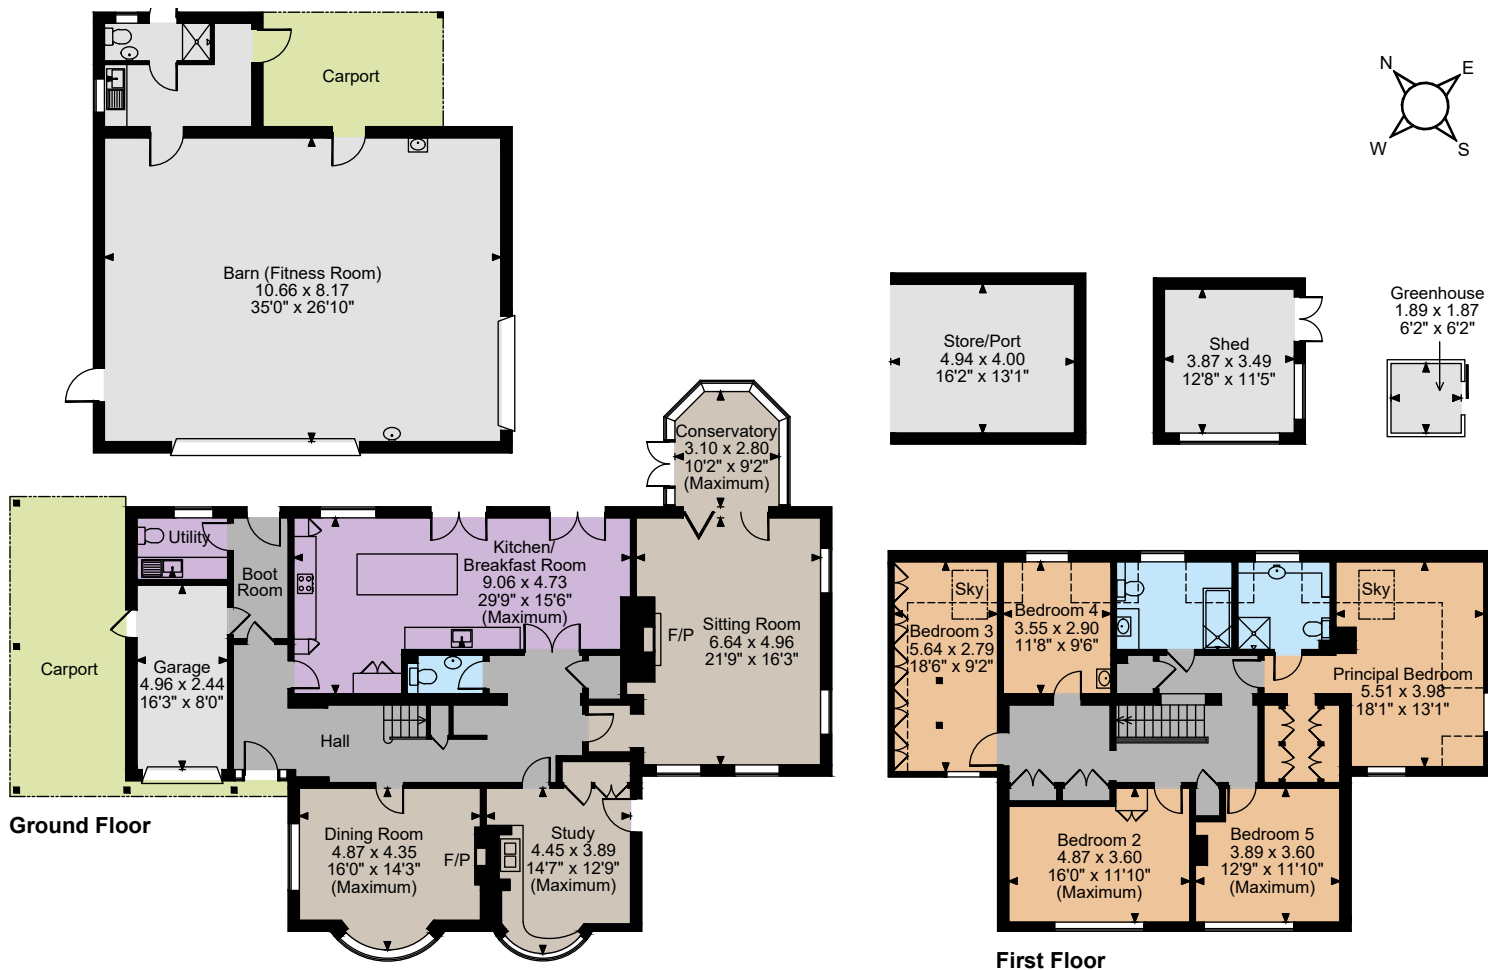 Carport
N
E
W
S
Barn (Fitness Room)
10.66 x 8.17
35'0" x 26'10"
Store/Port
4.94 x 4.00
16'2" x 13'1"
Shed
3.87 x 3.49
12'8" x 11'5"
Greenhouse
1.89 x 1.87
6'2" x 6'2"
Conservatory
3.10 x 2.80
10'2" x 9'2"
(Maximum)
Utility
Boot
Room
Kitchen/
Breakfast Room
9.06 x 4.73
29'9" x 15'6"
(Maximum)
F/P
Sitting Room
6.64 x 4.96
21'9" x 16'3"
Carport
Garage
4.96 x 2.44
16'3" x 8'0"
Hall
Ground Floor
Dining Room
4.87 x 4.35
16'0" x 14'3"
(Maximum)
F/P
Study
4.45 x 3.89
14'7" x 12'9"
(Maximum)
Sky
Bedroom 3
5.64 x 2.79
18'6" x 9'2"
Bedroom 4
3.55 x 2.90
11'8" x 9'6"
Sky
Principal Bedroom
5.51 x 3.98
18'1" x 13'1"
Bedroom 2
4.87 x 3.60
16'0" x 11'10"
(Maximum)
Bedroom 5
3.89 x 3.60
12'9" x 11'10"
(Maximum)
First Floor